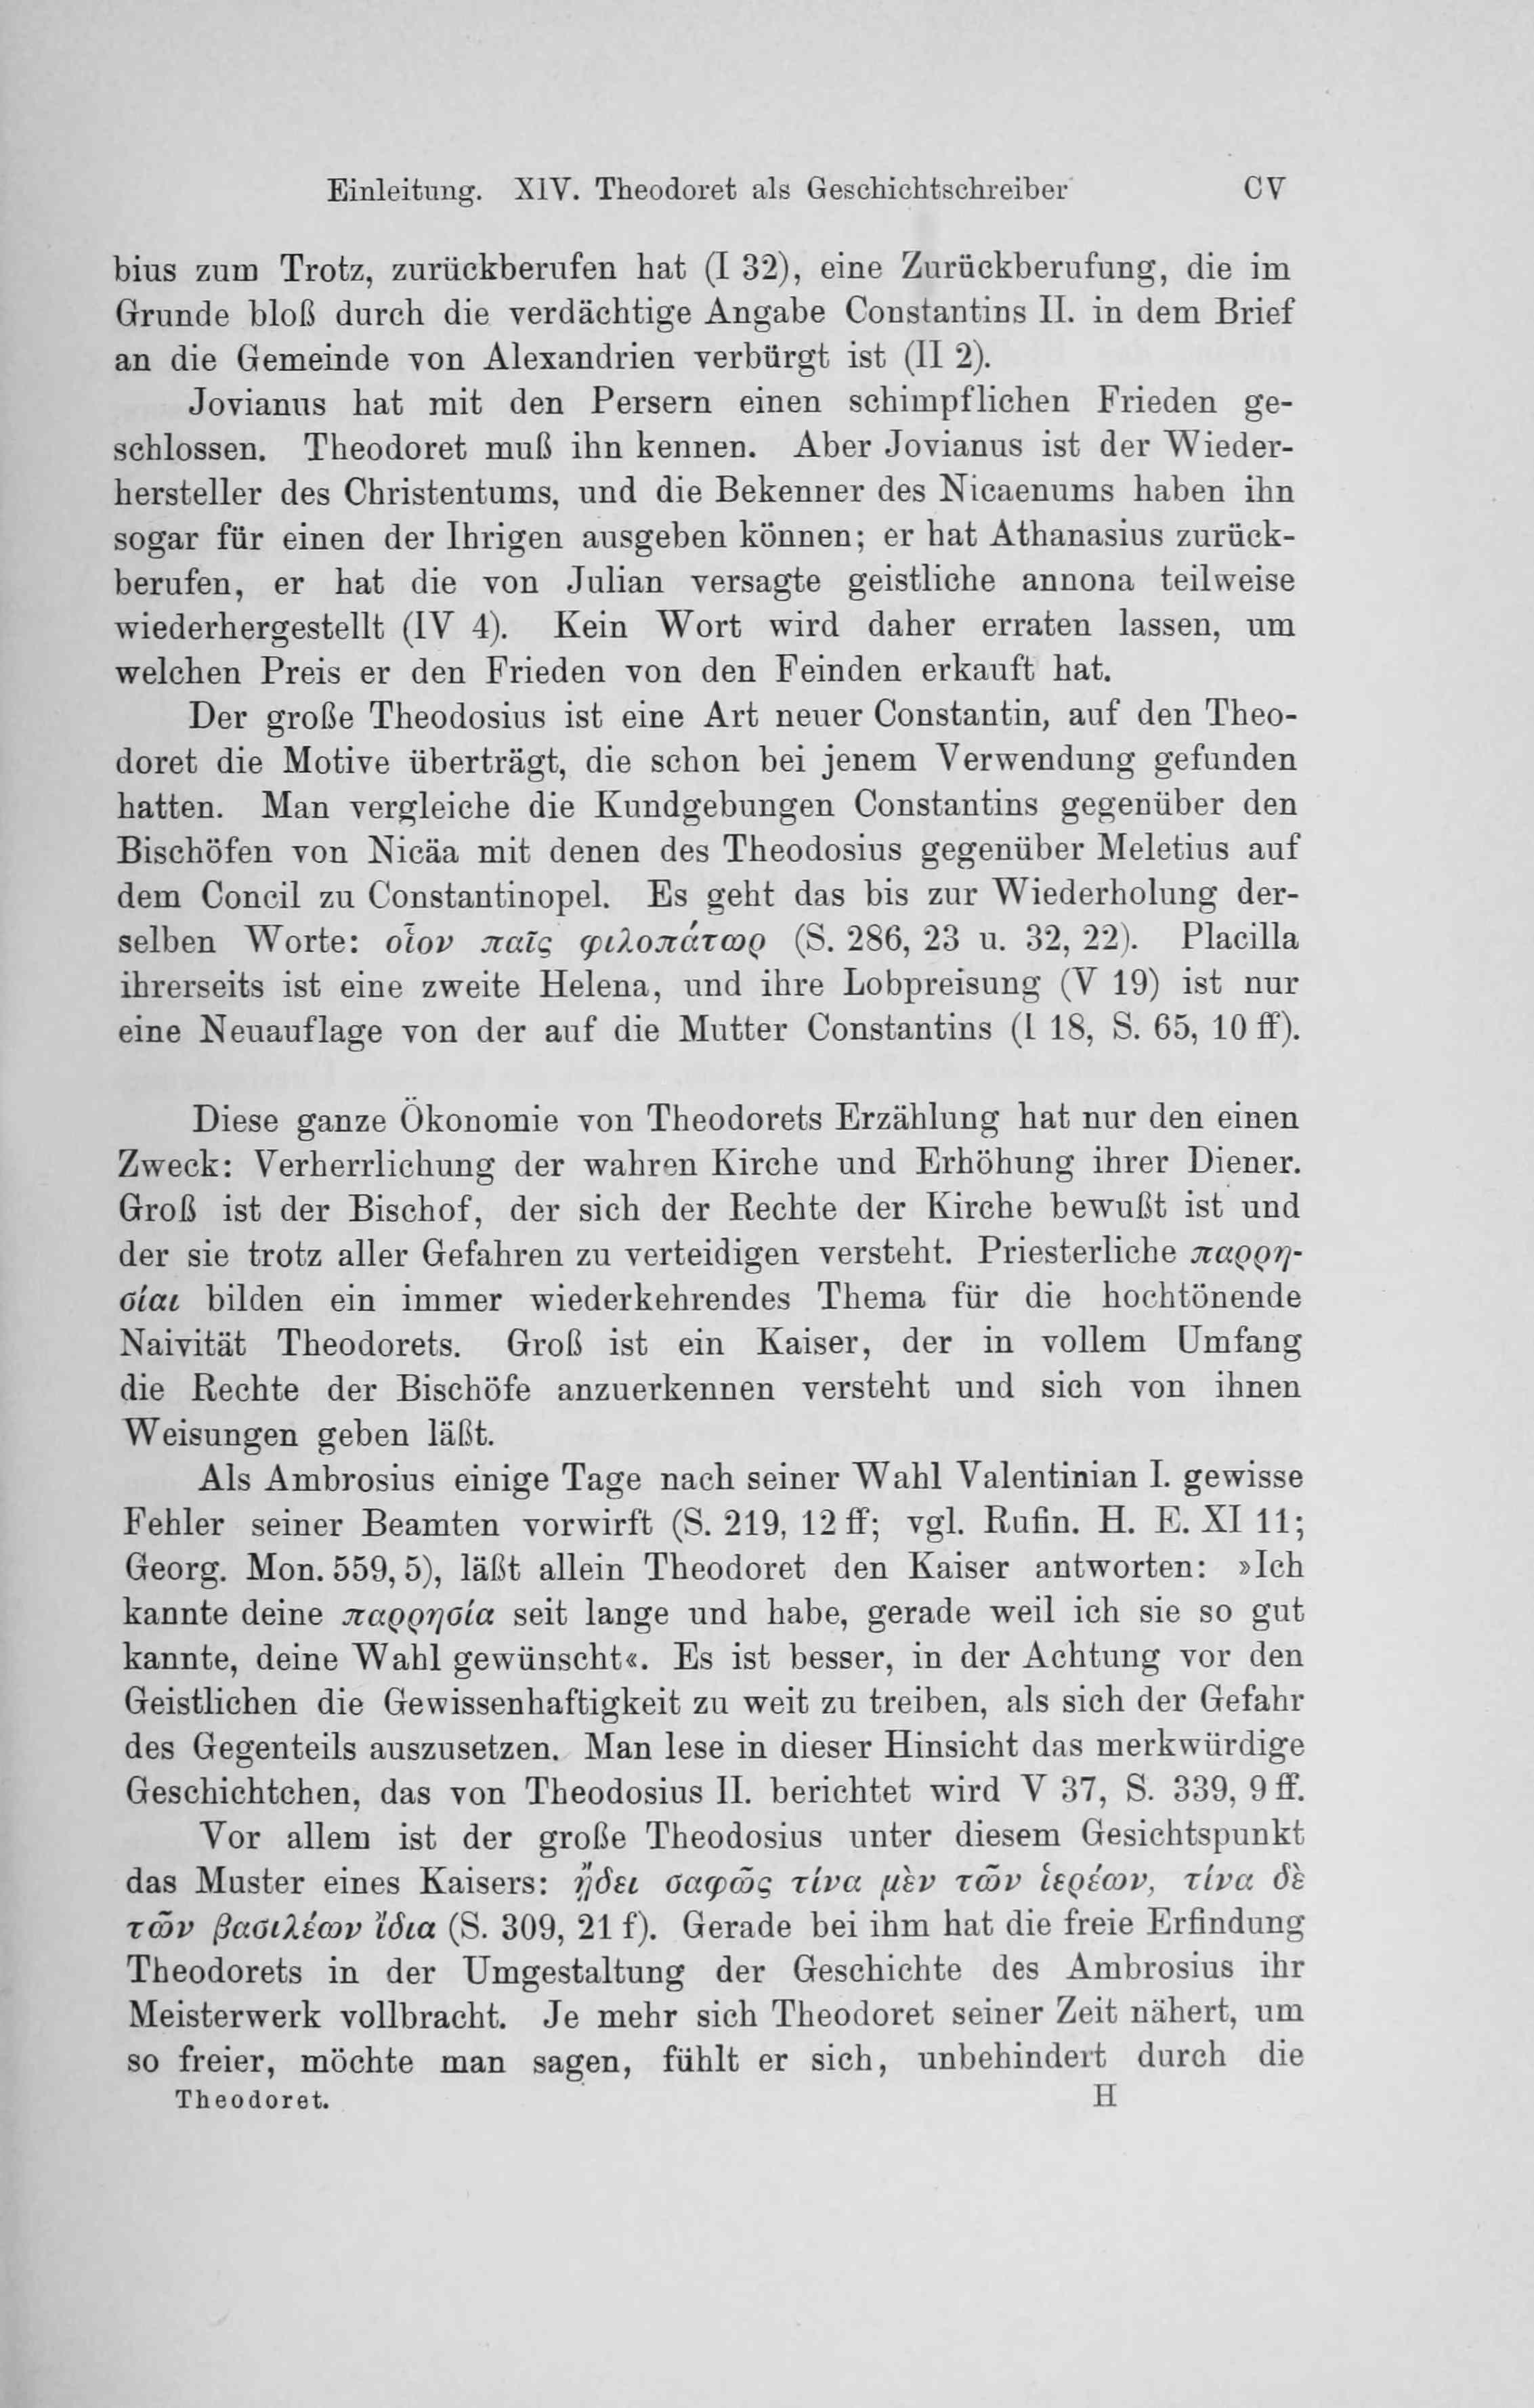 Einleitung. XIV. Theodoret als Geschichtschreiber CV
bius zum Trotz, zurückberufen hat (I 32), eine Zurückberufung, die im
Grunde bloß durch die verdächtige Angabe Constantins II. in dem Brief
an die Gemeinde von Alexandrien verbürgt ist (II 2).
Jovianus hat mit den Persern einen schimpflichen Frieden ge-
schlossen. Theodoret muß ihn kennen. Aber Jovianus ist der Wieder-
hersteller des Christentums, und die Bekenner des Nicaenums haben ihn
sogar für einen der Ihrigen ausgeben können; er hat Athanasius zurück-
berufen, er hat die von Julian versagte geistliche annona teilweise
wiederhergestellt (IV 4). Kein Wort wird daher erraten lassen, um
welchen Preis er den Frieden von den Feinden erkauft hat.
Der große Theodosius ist eine Art neuer Constantin, auf den Theo-
doret die Motive überträgt, die schon bei jenem Verwendung gefunden
hatten. Man vergleiche die Kundgebungen Constantins gegenüber den
Bischöfen von Nicäa mit denen des Theodosius gegenüber Meletius auf
dem Concil zu Constantinopel. Es geht das bis zur Wiederholung der-
selben Worte: οἷον παῖς φιλοπάτωρ (S. 286, 23 u. 32, 22). Placilla
ihrerseits ist eine zweite Helena, und ihre Lobpreisung (V 19) ist nur
eine Neuauflage von der auf die Mutter Constantins (I 18, S. 65, 10 ff).
Diese ganze Ökonomie von Theodorets Erzählung hat nur den einen
Zweck: Verherrlichung der wahren Kirche und Erhöhung ihrer Diener.
Groß ist der Bischof, der sich der Rechte der Kirche bewußt ist und
der sie trotz aller Gefahren zu verteidigen versteht. Priesterliche παρρη-
σίαι bilden ein immer wiederkehrendes Thema für die hochtönende
Naivität Theodorets. Groß ist ein Kaiser, der in vollem Umfang
die Rechte der Bischöfe anzuerkennen versteht und sich von ihnen
Weisungen geben läßt.
Als Ambrosius einige Tage nach seiner Wahl Valentinian I. gewisse
Fehler seiner Beamten vorwirft (S. 219, 12 ff; vgl. Rufin. H. E. XI 11;
Georg. Mon. 559, 5), läßt allein Theodoret den Kaiser antworten: »Ich
kannte deine παρρησία seit lange und habe, gerade weil ich sie so gut
kannte, deine Wahl gewünscht«. Es ist besser, in der Achtung vor den
Geistlichen die Gewissenhaftigkeit zu weit zu treiben, als sich der Gefahr
des Gegenteils auszusetzen. Man lese in dieser Hinsicht das merkwürdige
Geschichtchen, das von Theodosius II. berichtet wird V 37, S. 339, 9 ff.
Vor allem ist der große Theodosius unter diesem Gesichtspunkt
das Muster eines Kaisers: ᾔδει σαφῶς τίνα μὲν τῶν ἱερέων, τίνα δὲ
τῶν βασιλέων ἴδια (S. 309, 21 f). Gerade bei ihm hat die freie Erfindung
Theodorets in der Umgestaltung der Geschichte des Ambrosius ihr
Meisterwerk vollbracht. Je mehr sich Theodoret seiner Zeit nähert, um
so freier, möchte man sagen, fühlt er sich, unbehindert durch die
Theodoret. H